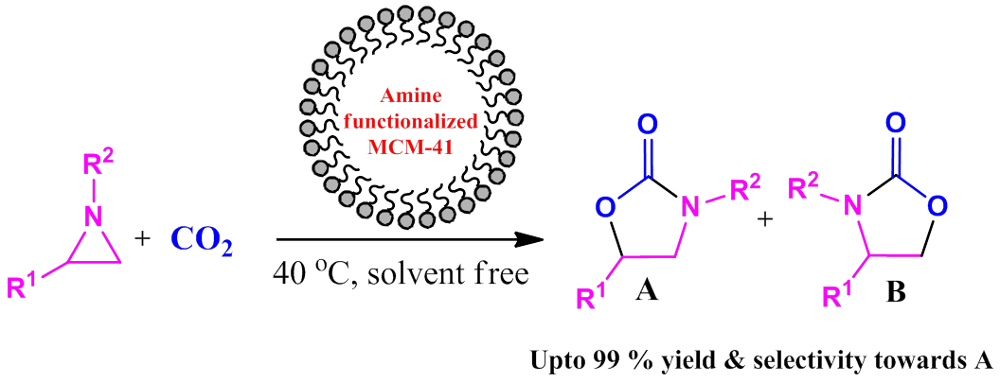 Amine
functionalized
MCM-41
R²
N
R¹
+ CO₂
40 °C, solvent free
O
O
N
R²
R¹
A
+
O
R²
N
O
R¹
B
Upto 99 % yield & selectivity towards A